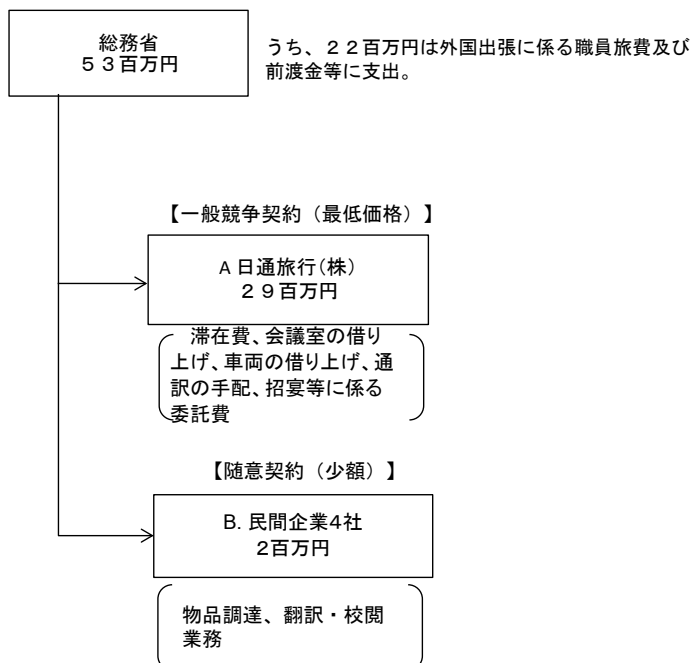 総務省
５３百万円
うち、２２百万円は外国出張に係る職員旅費及び
前渡金等に支出。
【一般競争契約（最低価格）】
A 日通旅行(株)
２９百万円
滞在費、会議室の借り
上げ、車両の借り上げ、通
訳の手配、招宴等に係る
委託費
【随意契約（少額）】
B. 民間企業4社
2百万円
物品調達、翻訳・校閲
業務